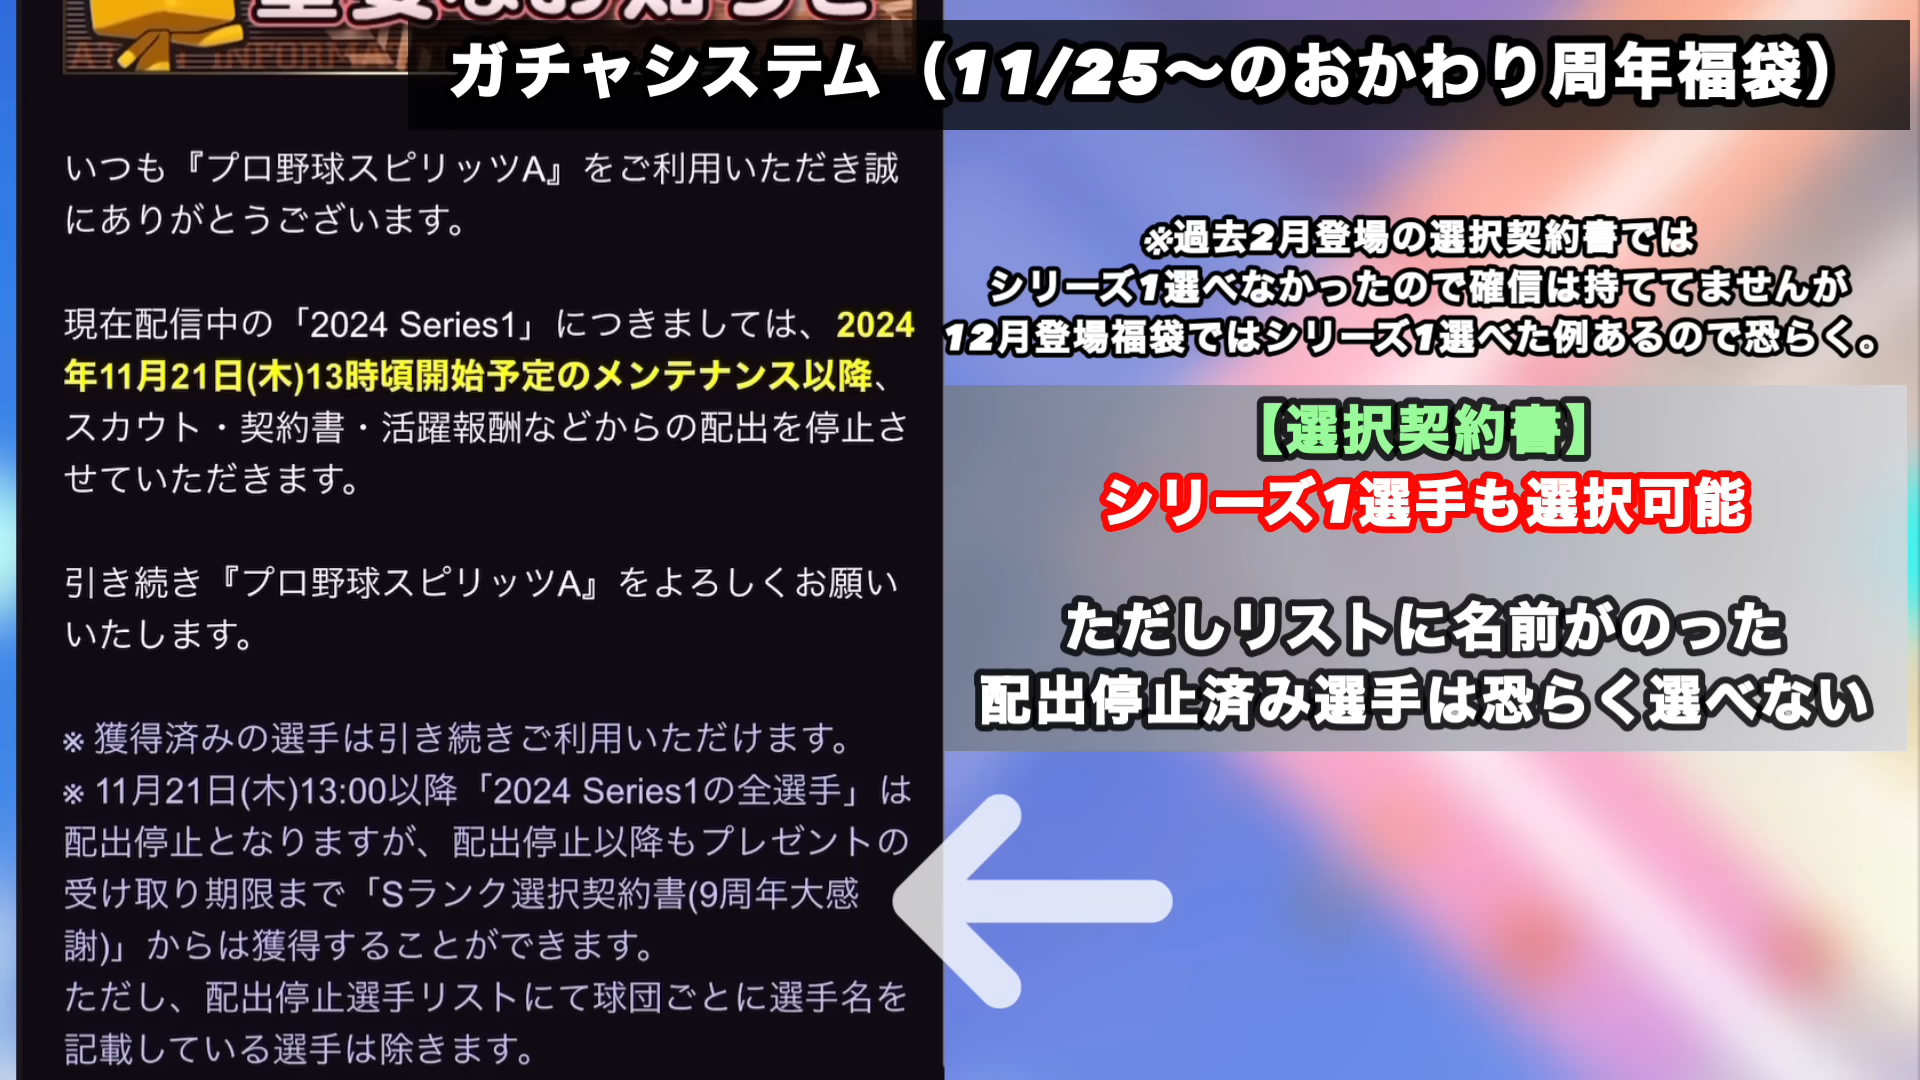 重要なお知らせ
ガチャシステム（11/25〜のおかわり周年福袋）
いつも『プロ野球スピリッツA』をご利用いただき誠
にありがとうございます。
現在配信中の「2024 Series1」につきましては、2024
年11月21日(木)13時頃開始予定のメンテナンス以降、
スカウト・契約書・活躍報酬などからの配出を停止さ
せていただきます。
引き続き『プロ野球スピリッツA』をよろしくお願い
いたします。
※ 獲得済みの選手は引き続きご利用いただけます。
※ 11月21日(木)13:00以降「2024 Series1の全選手」は
配出停止となりますが、配出停止以降もプレゼントの
受け取り期限まで「Sランク選択契約書(9周年大感
謝)」からは獲得することができます。
ただし、配出停止選手リストにて球団ごとに選手名を
記載している選手は除きます。
※過去2月登場の選択契約書では
シリーズ1選べなかったので確信は持ててませんが
12月登場福袋ではシリーズ1選べた例あるので恐らく。
【選択契約書】
シリーズ1選手も選択可能
ただしリストに名前がのった
配出停止済み選手は恐らく選べない